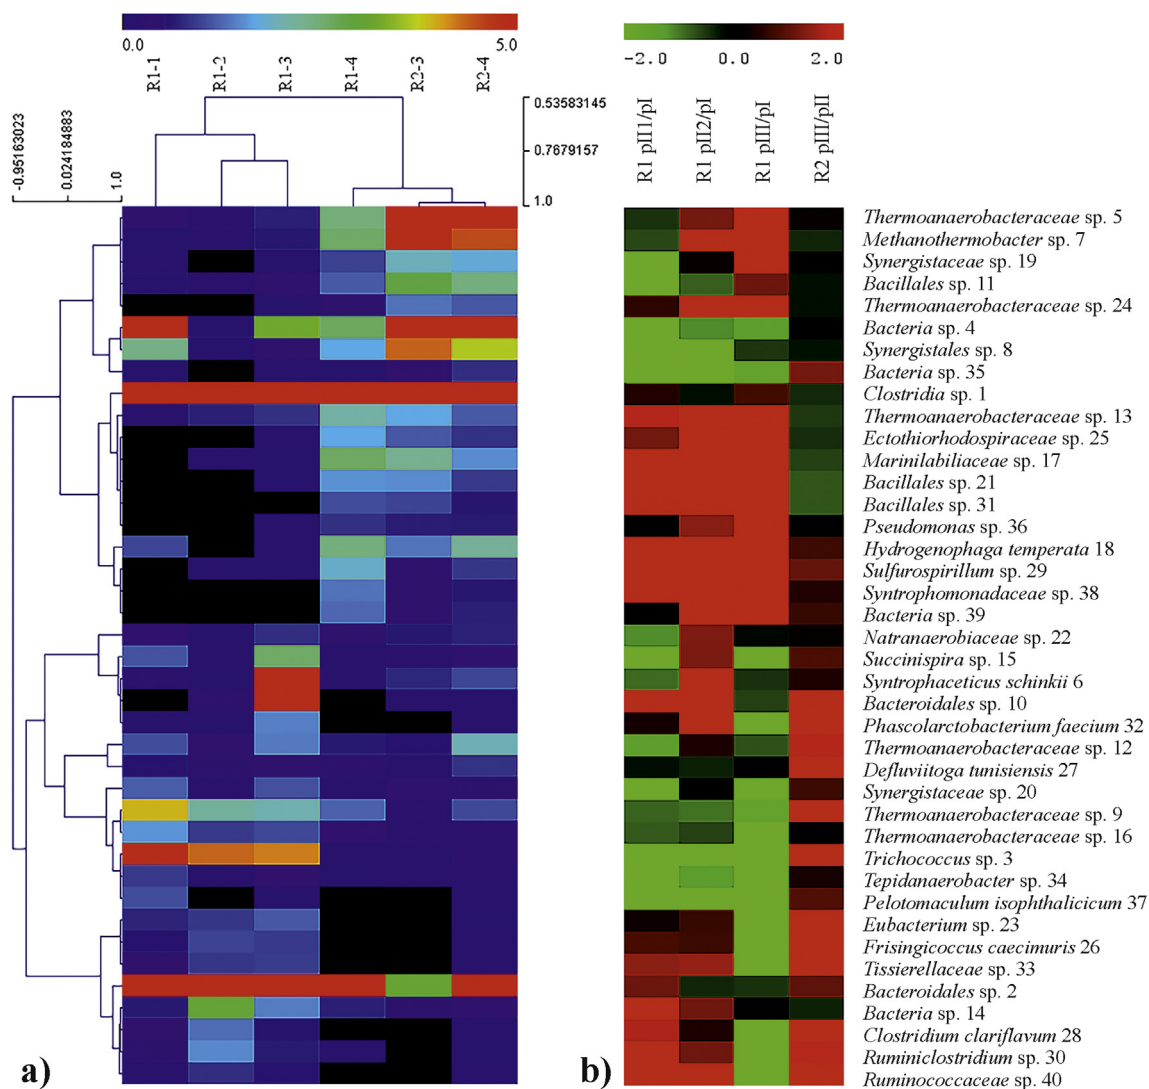 0.0
5.0
-2.0
0.0
2.0
R1-1
R1-2
R1-3
R1-4
R2-3
R2-4
-0.95163023
0.024184883
1.0
0.53583145
0.7679157
1.0
R1 pII1/pI
R1 pII2/pI
R1 pIII/pI
R2 pIII/pII
Thermoanaerobacteraceae sp. 5
Methanothermobacter sp. 7
Synergistaceae sp. 19
Bacillales sp. 11
Thermoanaerobacteraceae sp. 24
Bacteria sp. 4
Synergistales sp. 8
Bacteria sp. 35
Clostridia sp. 1
Thermoanaerobacteraceae sp. 13
Ectothiorhodospiraceae sp. 25
Marinilabiliaceae sp. 17
Bacillales sp. 21
Bacillales sp. 31
Pseudomonas sp. 36
Hydrogenophaga temperata 18
Sulfurospirillum sp. 29
Syntrophomonadaceae sp. 38
Bacteria sp. 39
Natranaerobiaceae sp. 22
Succinispira sp. 15
Syntrophaceticus schinkii 6
Bacteroidales sp. 10
Phascolarctobacterium faecium 32
Thermoanaerobacteraceae sp. 12
Defluviitoga tunisiensis 27
Synergistaceae sp. 20
Thermoanaerobacteraceae sp. 9
Thermoanaerobacteraceae sp. 16
Trichococcus sp. 3
Tepidanaerobacter sp. 34
Pelotomaculum isophthalicicum 37
Eubacterium sp. 23
Frisingicoccus caecimuris 26
Tissierellaceae sp. 33
Bacteroidales sp. 2
Bacteria sp. 14
Clostridium clariflavum 28
Ruminiclostridium sp. 30
Ruminococcaceae sp. 40
a)
b)